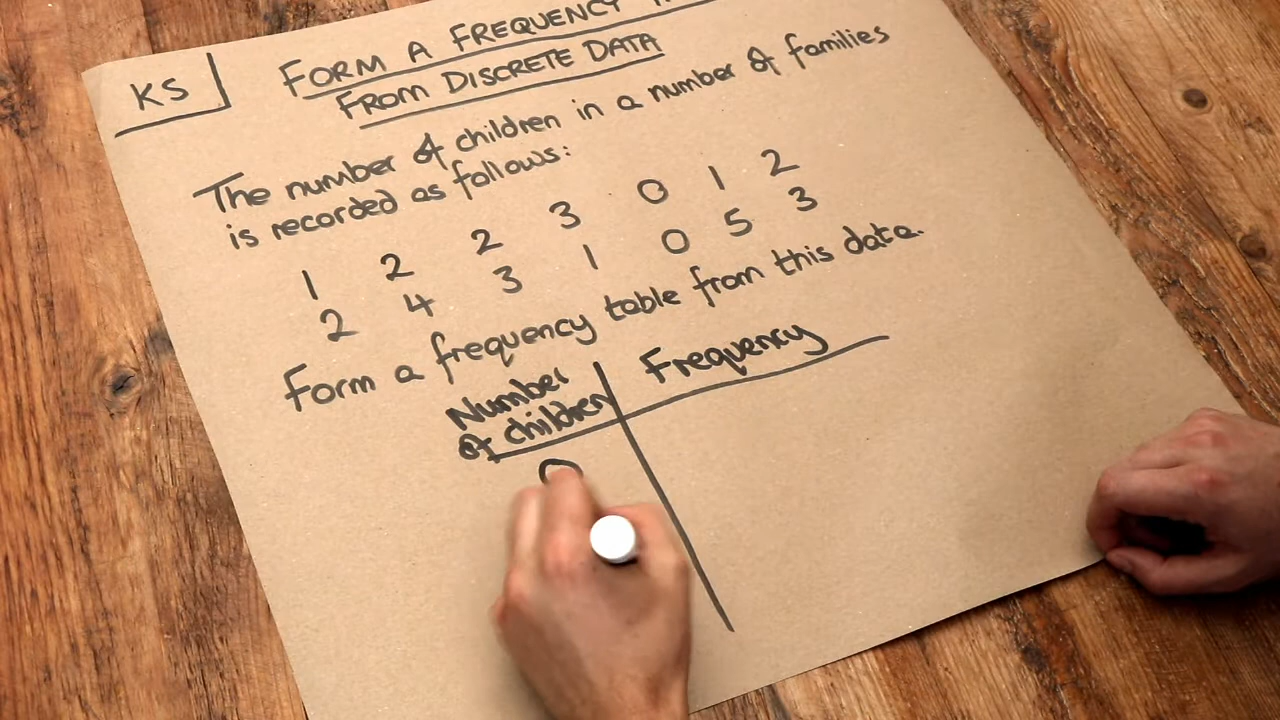 KS
FORM A FREQUENCY
FROM DISCRETE DATA
The number of children in a number of families
is recorded as follows:
1 2 2 3 0 1 2
2 4 3 1 0 5 3
Form a frequency table from this data.
Number of children
Frequency
0